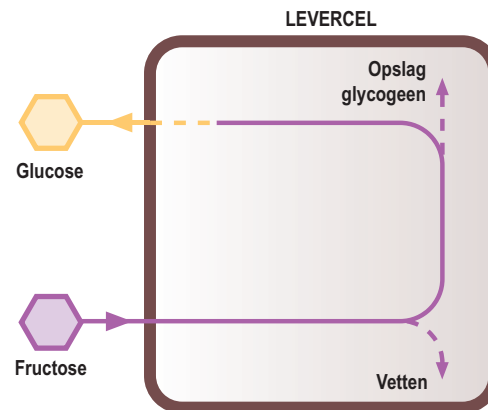 LEVERCEL
Opslag
glycogeen
Glucose
Fructose
Vetten